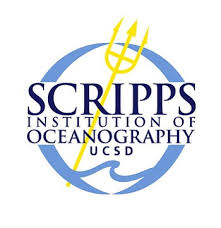 SCRIPPS
INSTITUTION OF
OCEANOGRAPHY
UCSD